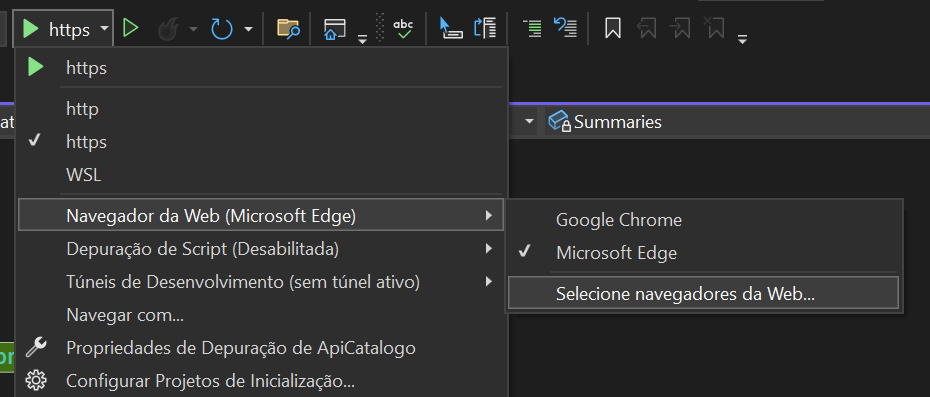 https
abc
https
http
at
https
Summaries
WSL
Navegador da Web (Microsoft Edge)
Google Chrome
Depuração de Script (Desabilitada)
Microsoft Edge
Túneis de Desenvolvimento (sem túnel ativo)
Selecione navegadores da Web...
Navegar com...
Propriedades de Depuração de ApiCatalogo
Configurar Projetos de Inicialização...